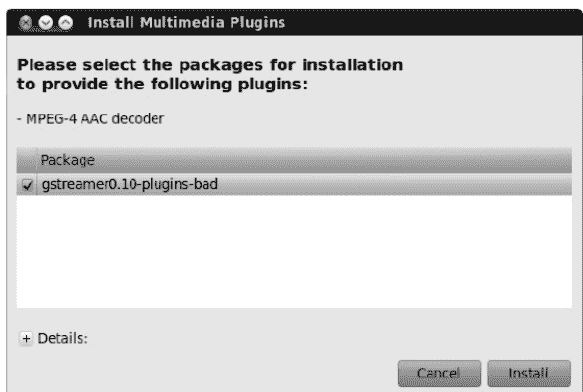 Install Multimedia Plugins
Please select the packages for installation
to provide the following plugins:
- MPEG-4 AAC decoder
Package
gstreamer0.10-plugins-bad
Details:
Cancel
Install